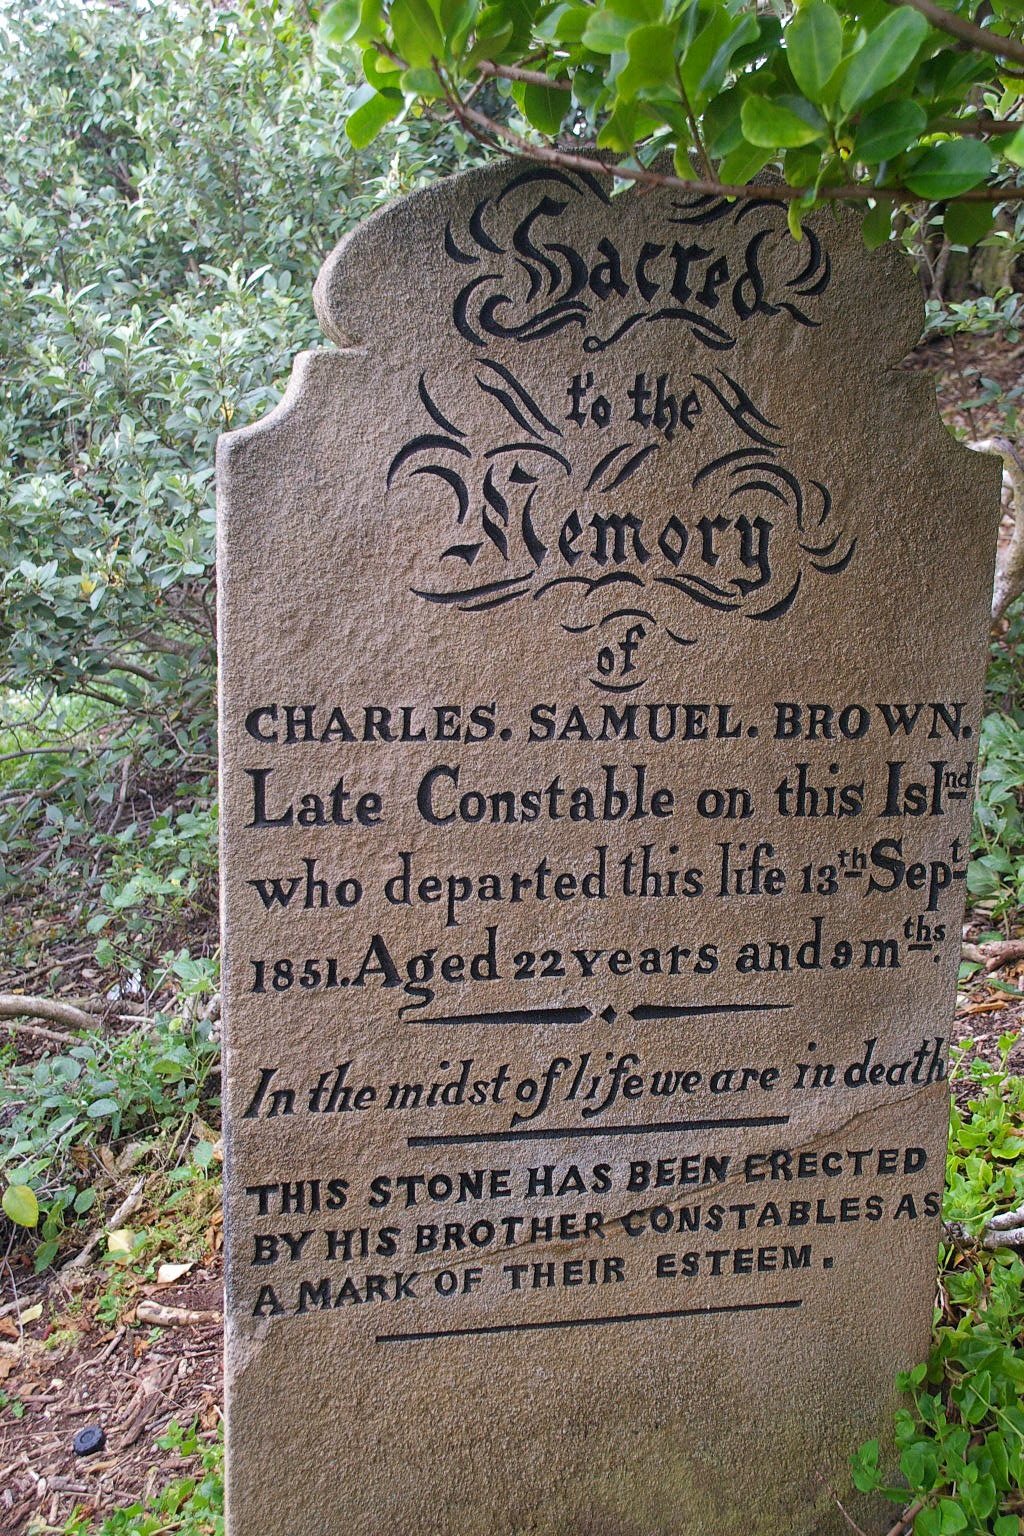 Sacred
to the
Memory
of
CHARLES. SAMUEL. BROWN.
Late Constable on this Islnd
who departed this life 13th Sept
1851. Aged 22 years and 9 mths.
In the midst of life we are in death
THIS STONE HAS BEEN ERECTED
BY HIS BROTHER CONSTABLES AS
A MARK OF THEIR ESTEEM.